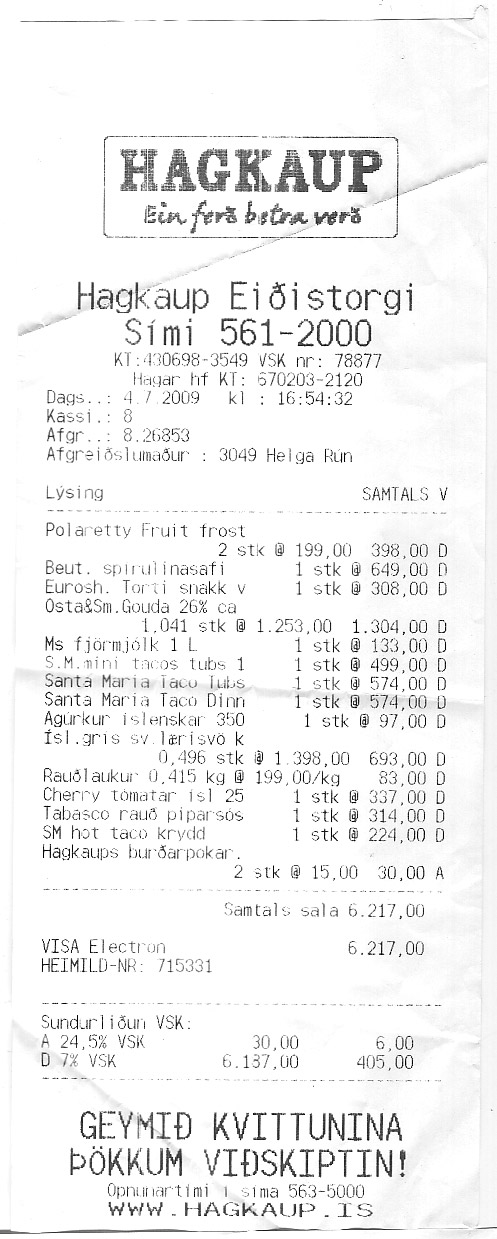 HAGKAUP
Ein ferð betra verð
Hagkaup Eiðistorgi
Sími 561-2000
KT:430698-3549 VSK nr: 78877
Hagar hf KT: 670203-2120
Dags..: 4.7.2009 kl : 16:54:32
Kassi.: 8
Afgr..: 8.26853
Afgreiðslumaður : 3049 Helga Rún
Lýsing SAMTALS V
Polaretty Fruit frost
2 stk @ 199,00 398,00 D
Beut. spirulinasafi 1 stk @ 649,00 D
Eurosh. Torti snakk v 1 stk @ 308,00 D
Osta&Sm.Gouda 26% ca
1,041 stk @ 1.253,00 1.304,00 D
Ms fjörmjólk 1 L 1 stk @ 133,00 D
S.M.mini tacos tubs 1 1 stk @ 499,00 D
Santa Maria Taco Tubs 1 stk @ 574,00 D
Santa Maria Taco Dinn 1 stk @ 574,00 D
Agúrkur íslenskar 350 1 stk @ 97,00 D
Ísl.grís sv.lærisvö k
0,496 stk @ 1.398,00 693,00 D
Rauðlaukur 0,415 kg @ 199,00/kg 83,00 D
Cherry tómatar ísl 25 1 stk @ 337,00 D
Tabasco rauð piparsós 1 stk @ 314,00 D
SM hot taco krydd 1 stk @ 224,00 D
Hagkaups burðarpokar.
2 stk @ 15,00 30,00 A
Samtals sala 6.217,00
VISA Electron 6.217,00
HEIMILD-NR: 715331
Sundurliðun VSK:
A 24,5% VSK 30,00 6,00
D 7% VSK 6.187,00 405,00
GEYMIÐ KVITTUNINA
ÞÖKKUM VIÐSKIPTIN!
Opnunartími í síma 563-5000
WWW.HAGKAUP.IS